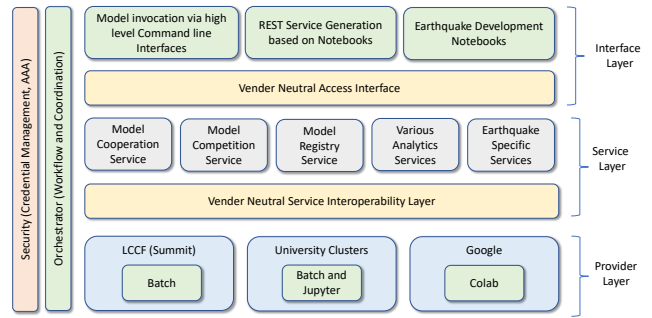 Security (Credential Management, AAA)
Orchestrator (Workflow and Coordination)
Model invocation via high
level Command line
Interfaces
REST Service Generation
based on Notebooks
Earthquake Development
Notebooks
Vender Neutral Access Interface
Interface
Layer
Model
Cooperation
Service
Model
Competition
Service
Model
Registry
Service
Various
Analytics
Services
Earthquake
Specific
Services
Vender Neutral Service Interoperability Layer
Service
Layer
LCCF (Summit)
Batch
University Clusters
Batch and
Jupyter
Google
Colab
Provider
Layer